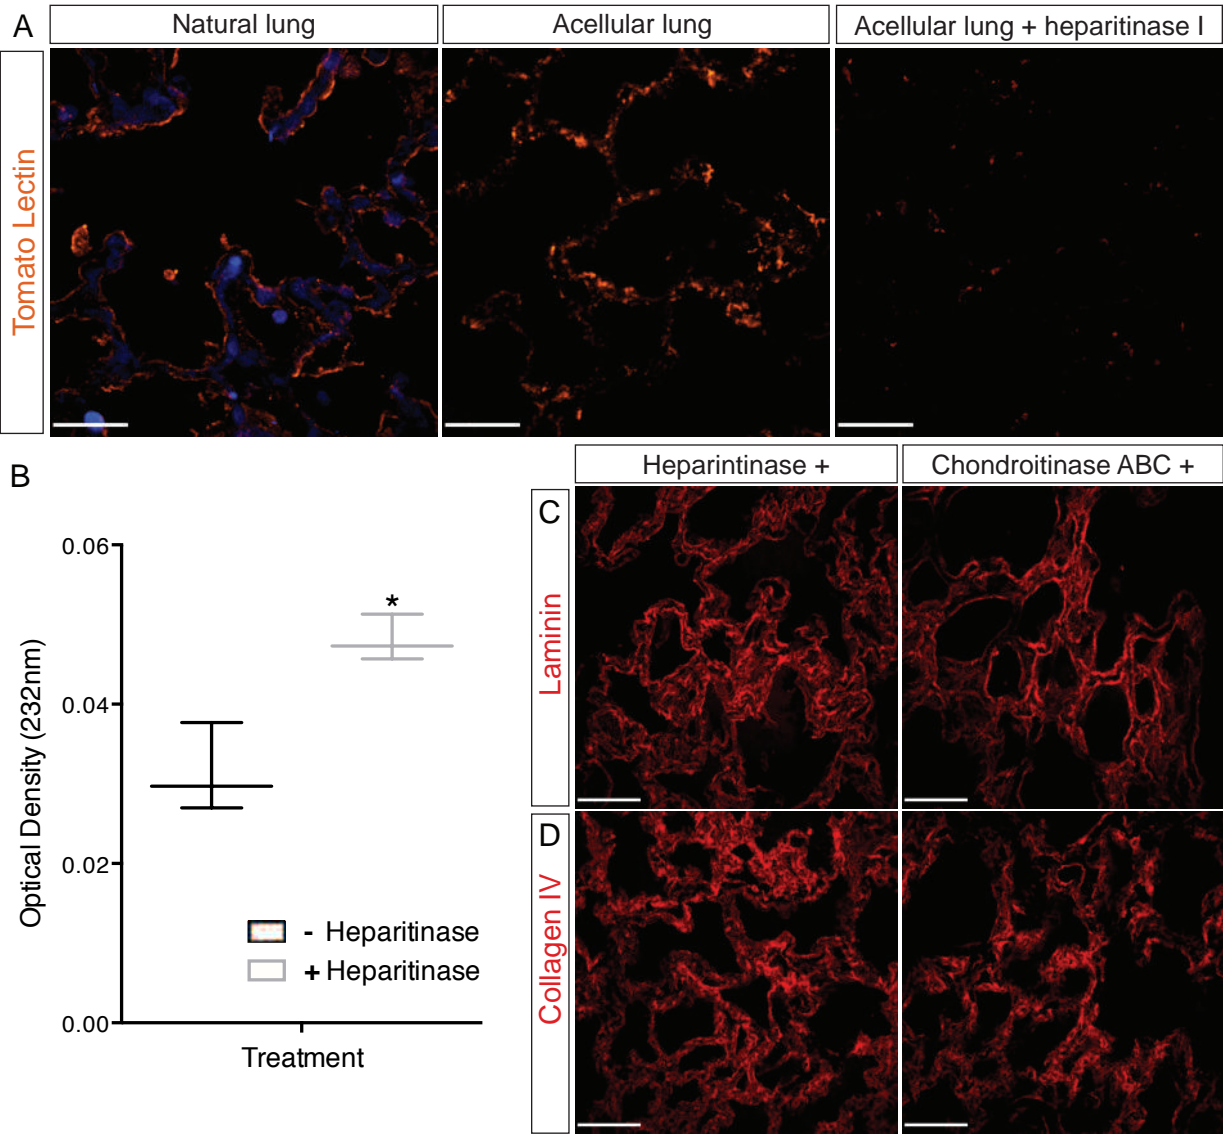 A
Natural lung
Acellular lung
Acellular lung + heparitinase I
Tomato Lectin
B
Optical Density (232nm)
0.06
0.04
0.02
0.00
*
- Heparitinase
+ Heparitinase
Treatment
Heparintinase +
Chondroitinase ABC +
C
Laminin
D
Collagen IV